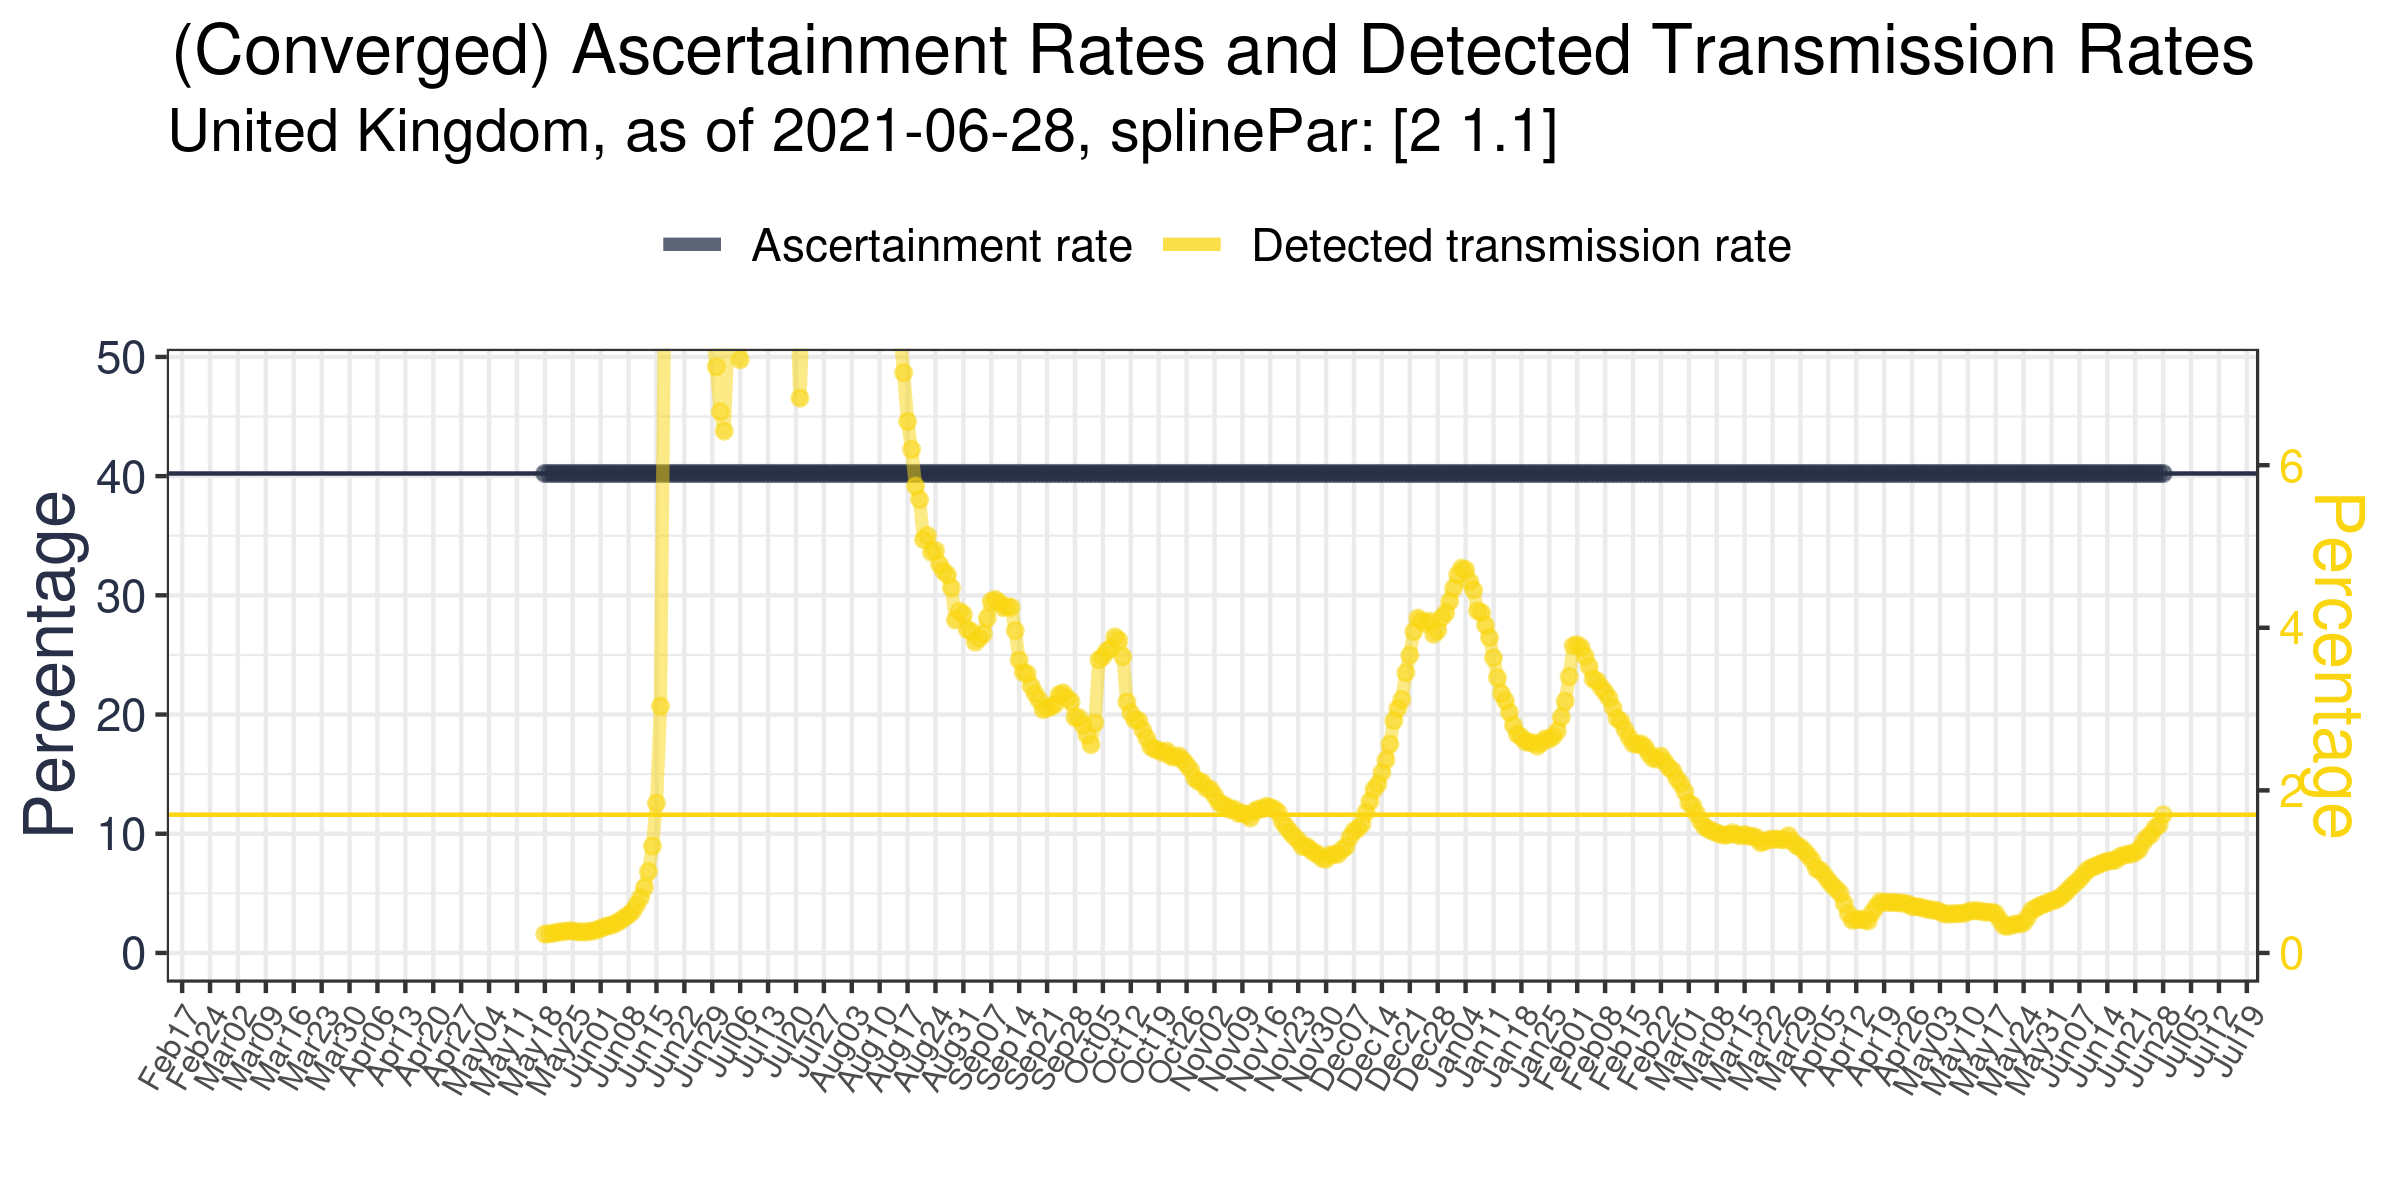 (Converged) Ascertainment Rates and Detected Transmission Rates
United Kingdom, as of 2021-06-28, splinePar: [2 1.1]
Ascertainment rate Detected transmission rate
Percentage
50
40
30
20
10
0
6
4
2
0
Percentage
Feb17 Feb24 Mar02 Mar09 Mar16 Mar23 Mar30 Apr06 Apr13 Apr20 Apr27 May04 May11 May18 May25 Jun01 Jun08 Jun15 Jun22 Jun29 Jul06 Jul13 Jul20 Jul27 Aug03 Aug10 Aug17 Aug24 Aug31 Sep07 Sep14 Sep21 Sep28 Oct05 Oct12 Oct19 Oct26 Nov02 Nov09 Nov16 Nov23 Nov30 Dec07 Dec14 Dec21 Dec28 Jan04 Jan11 Jan18 Jan25 Feb01 Feb08 Feb15 Feb22 Mar01 Mar08 Mar15 Mar22 Mar29 Apr05 Apr12 Apr19 Apr26 May03 May10 May17 May24 May31 Jun07 Jun14 Jun21 Jun28 Jul05 Jul12 Jul19